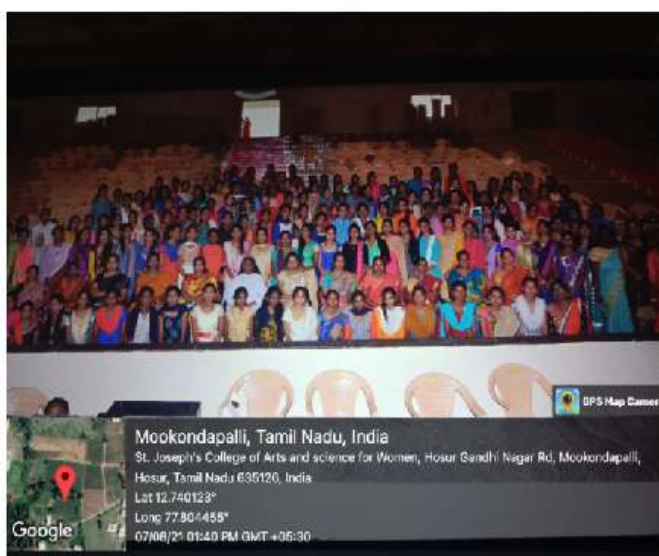 GPS Map Camer
Mookondapalli, Tamil Nadu, India
St. Joseph's College of Arts and science for Women, Hosur Gandhi Nagar Rd, Mookondapalli,
Hosur, Tamil Nadu 635126, India
Lat 12.740123°
Long 77.804455°
07/08/21 01:40 PM GMT +05:30
Google